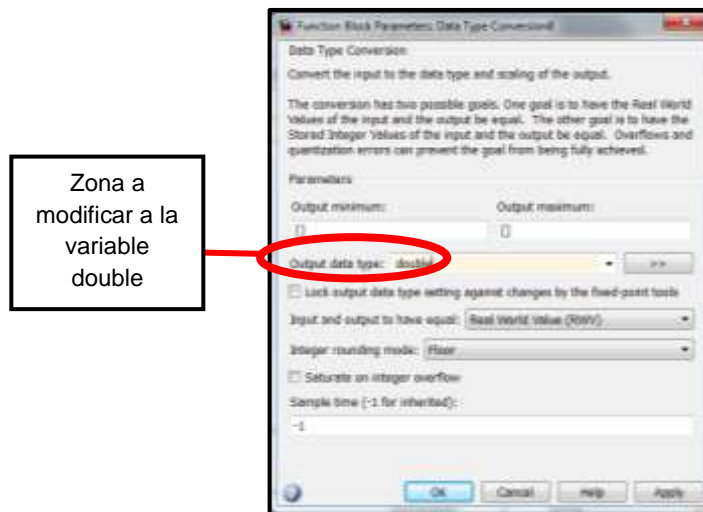 Function Block Parameters: Data Type Conversion8
Data Type Conversion
Convert the input to the data type and scaling of the output.
The conversion has two possible goals. One goal is to have the Real World
Values of the input and the output be equal. The other goal is to have the
Stored Integer Values of the input and the output be equal. Overflows and
quantization errors can prevent the goal from being fully achieved.
Parameters
Output minimum: Output maximum:
[] []
Zona a
modificar a la
variable
double
Output data type: double >>
Lock output data type setting against changes by the fixed-point tools
Input and output to have equal: Real World Value (RWV)
Integer rounding mode: Floor
Saturate on integer overflow
Sample time (-1 for inherited):
-1
OK Cancel Help Apply